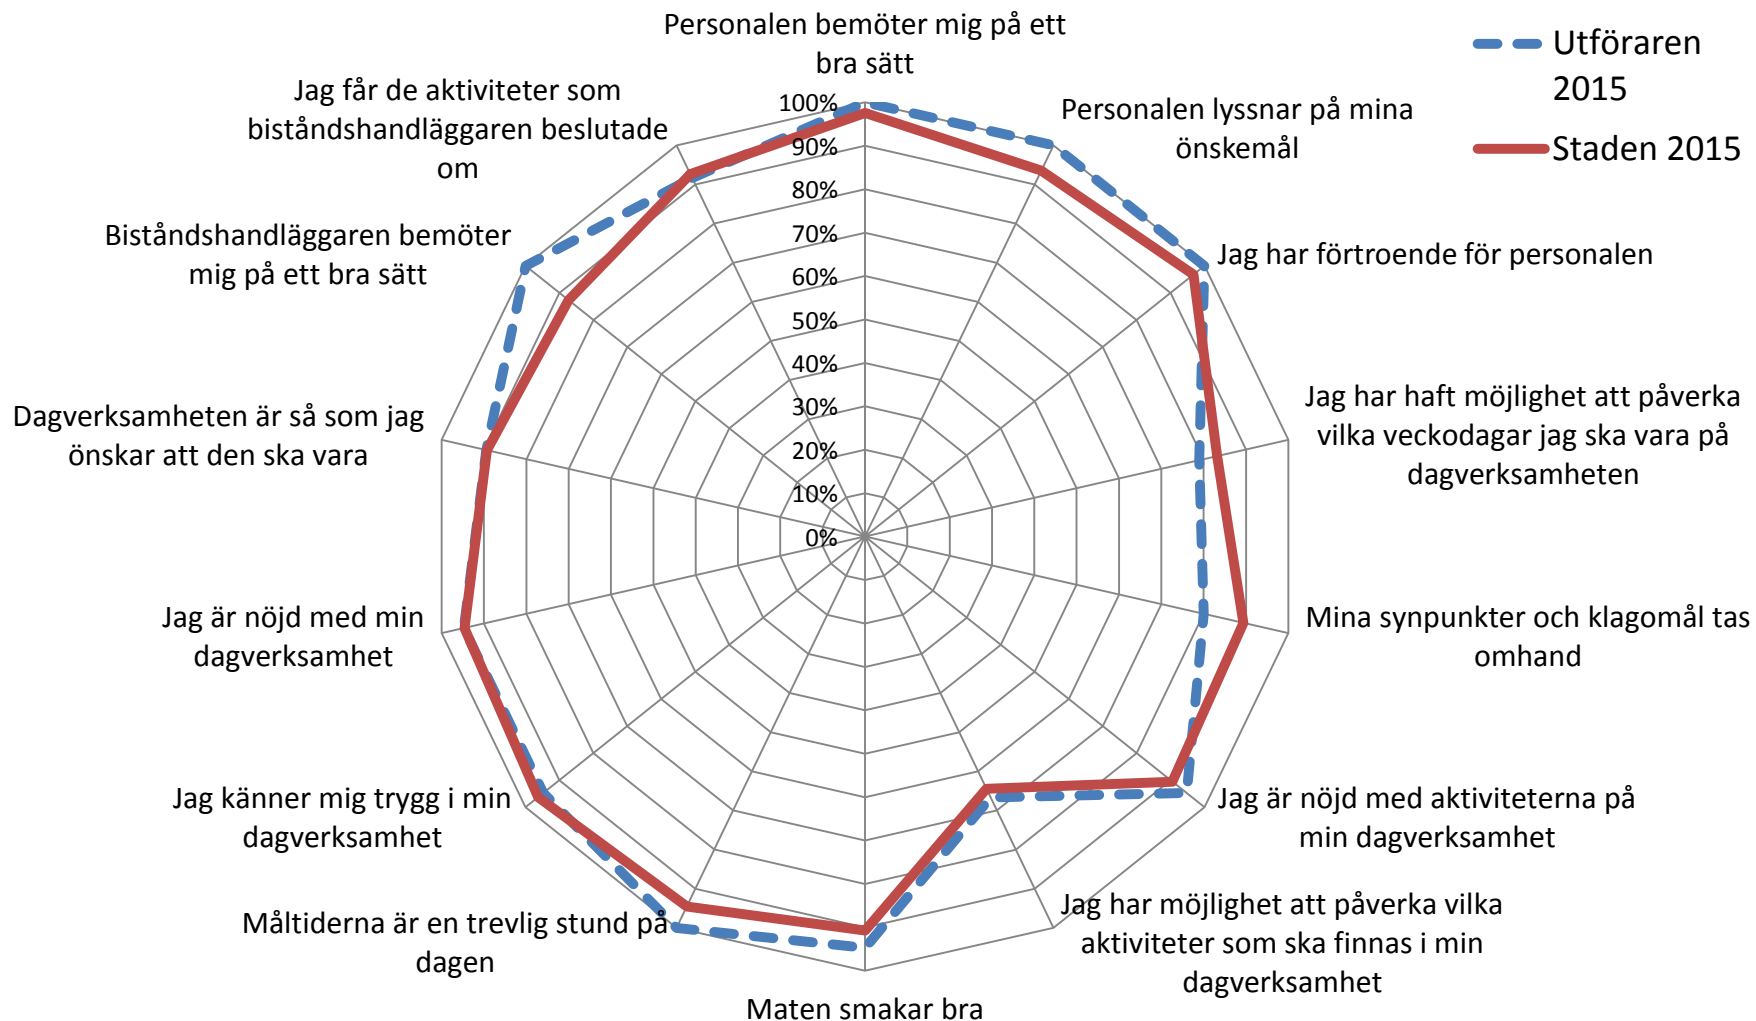 Personalen bemöter mig på ett
bra sätt
Utföraren
2015
Staden 2015
Personalen lyssnar på mina
önskemål
Jag har förtroende för personalen
Jag har haft möjlighet att påverka
vilka veckodagar jag ska vara på
dagverksamheten
Mina synpunkter och klagomål tas
omhand
Jag är nöjd med aktiviteterna på
min dagverksamhet
Jag har möjlighet att påverka vilka
aktiviteter som ska finnas i min
dagverksamhet
Maten smakar bra
Måltiderna är en trevlig stund på
dagen
Jag känner mig trygg i min
dagverksamhet
Jag är nöjd med min
dagverksamhet
Dagverksamheten är så som jag
önskar att den ska vara
Biståndshandläggaren bemöter
mig på ett bra sätt
Jag får de aktiviteter som
biståndshandläggaren beslutade
om
100%
90%
80%
70%
60%
50%
40%
30%
20%
10%
0%